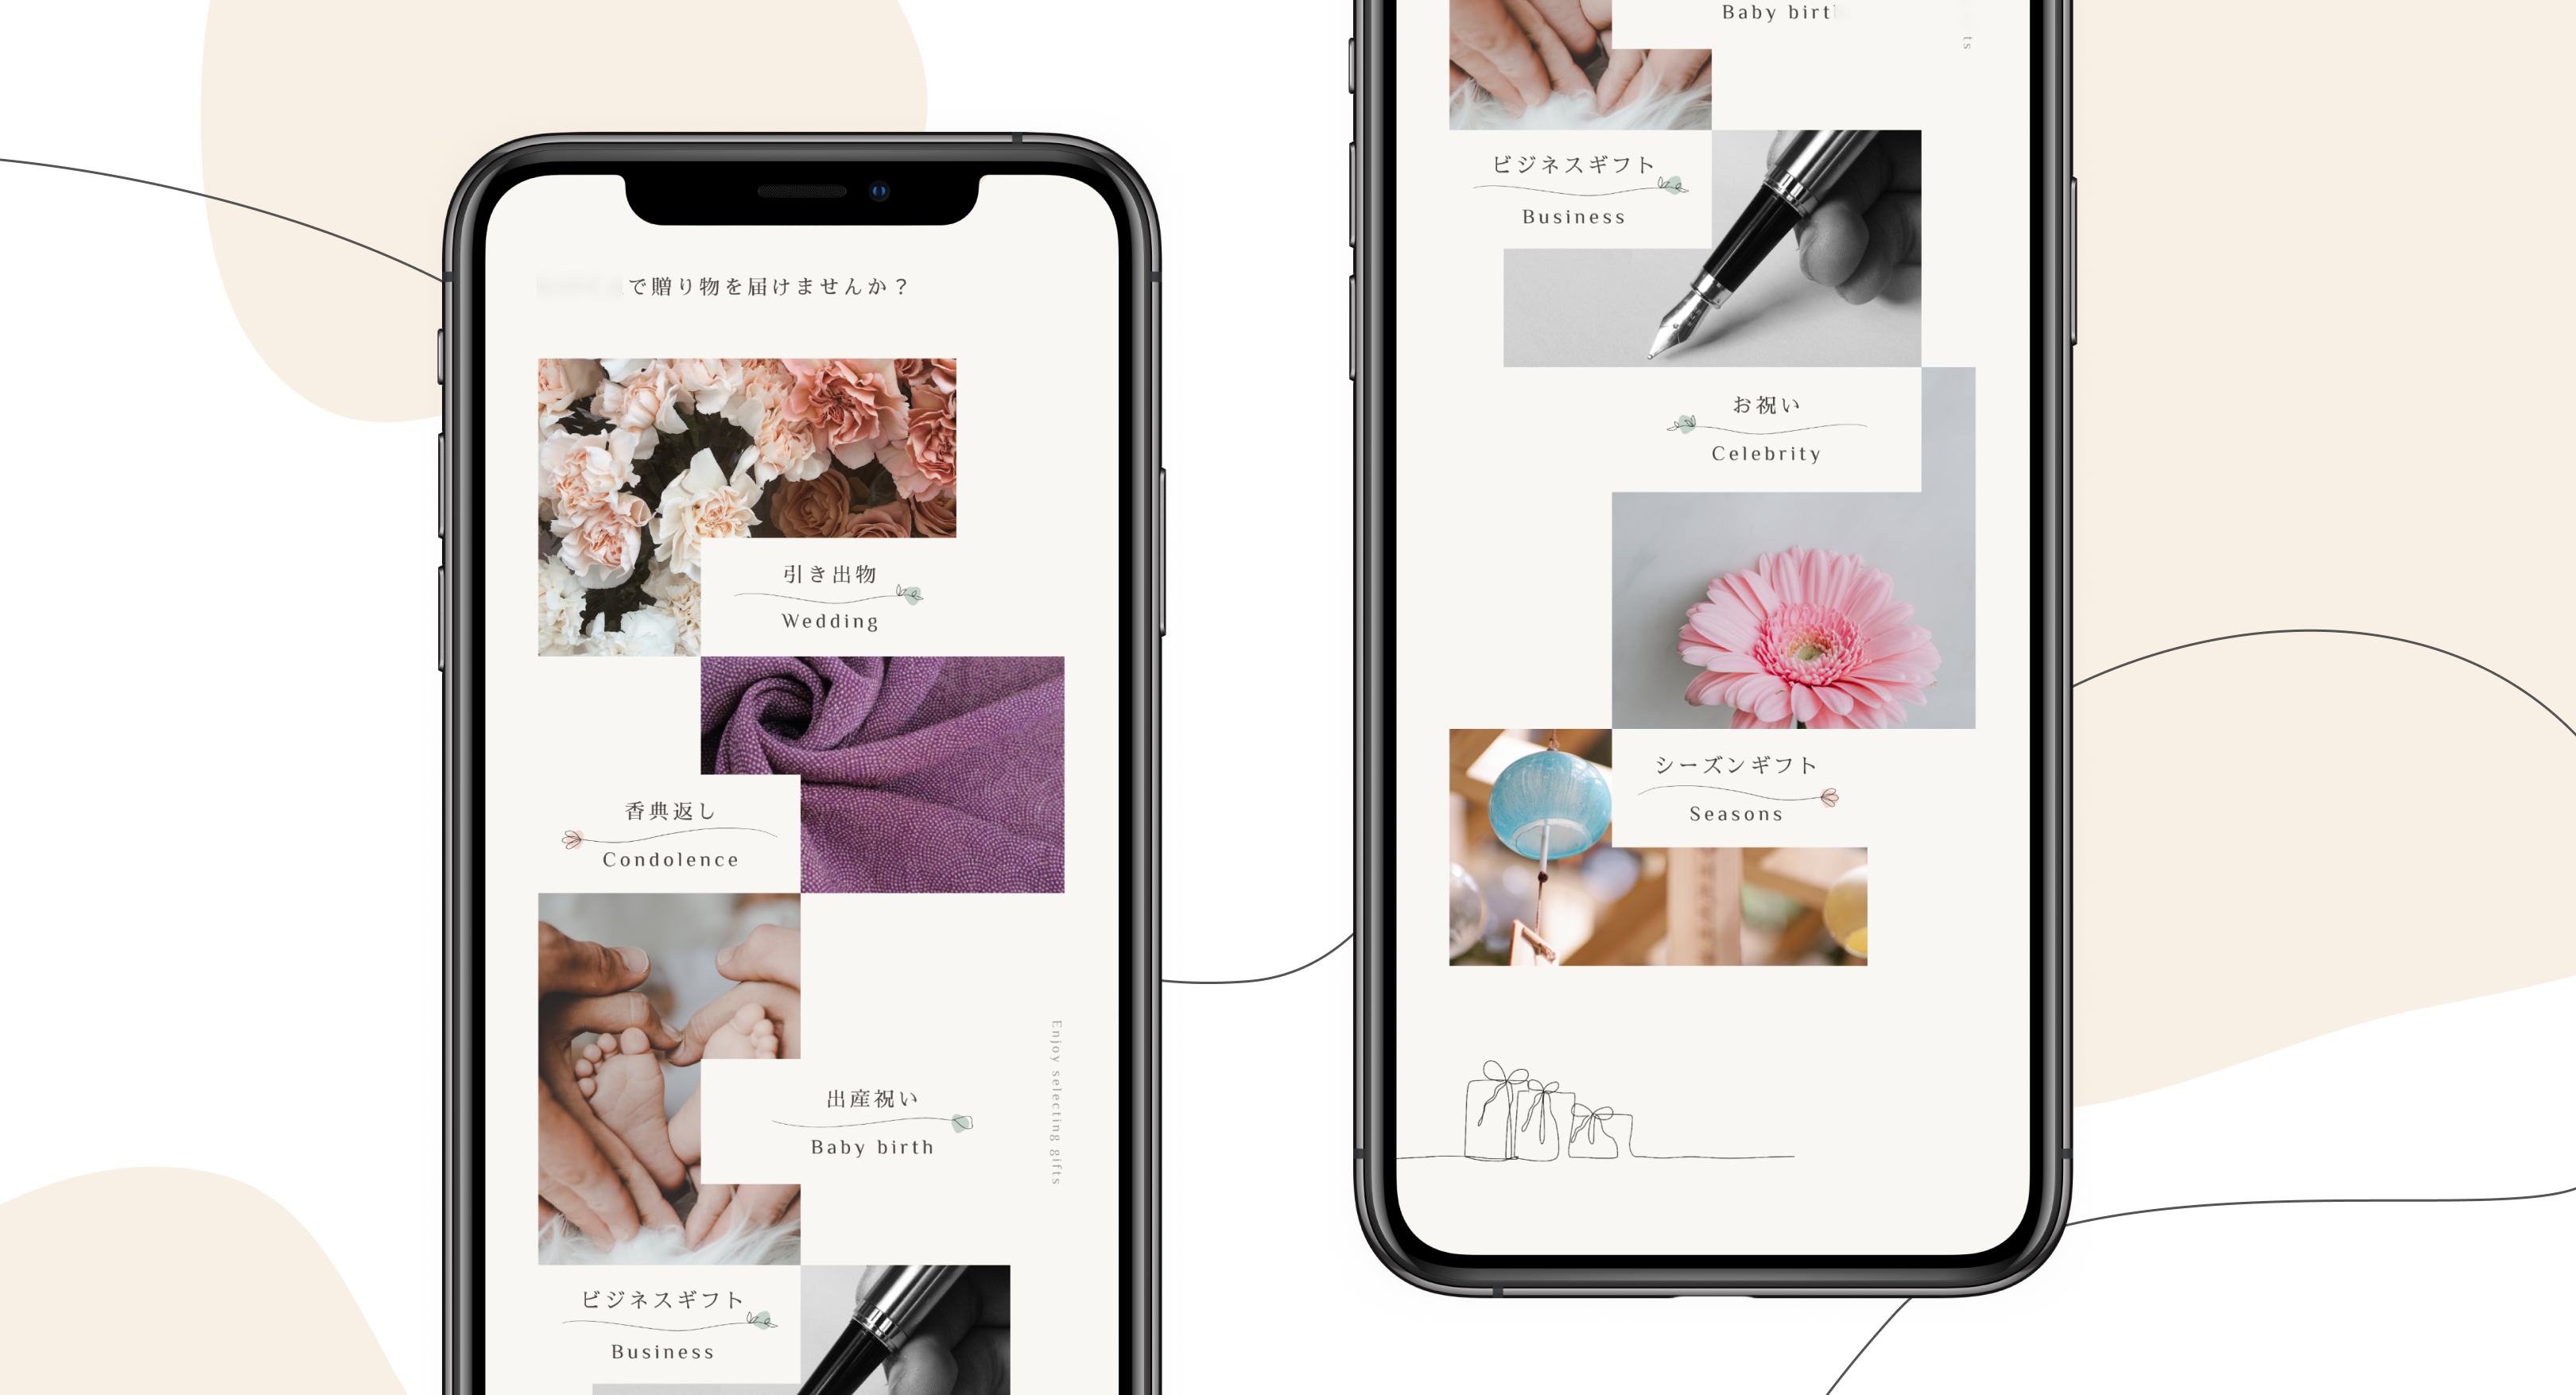 で贈り物を届けませんか？
引き出物
Wedding
香典返し
Condolence
出産祝い
Baby birth
Enjoy selecting gifts
ビジネスギフト
Business
Baby birt
ts
ビジネスギフト
Business
お祝い
Celebrity
シーズンギフト
Seasons